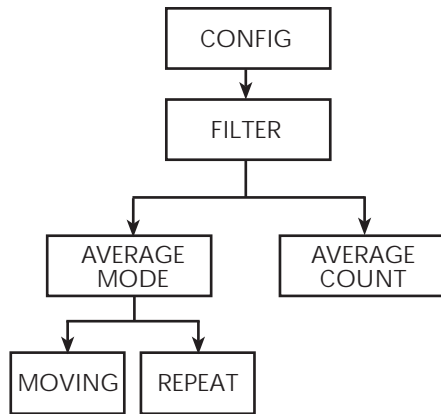 CONFIG
FILTER
AVERAGE
MODE
AVERAGE
COUNT
MOVING
REPEAT